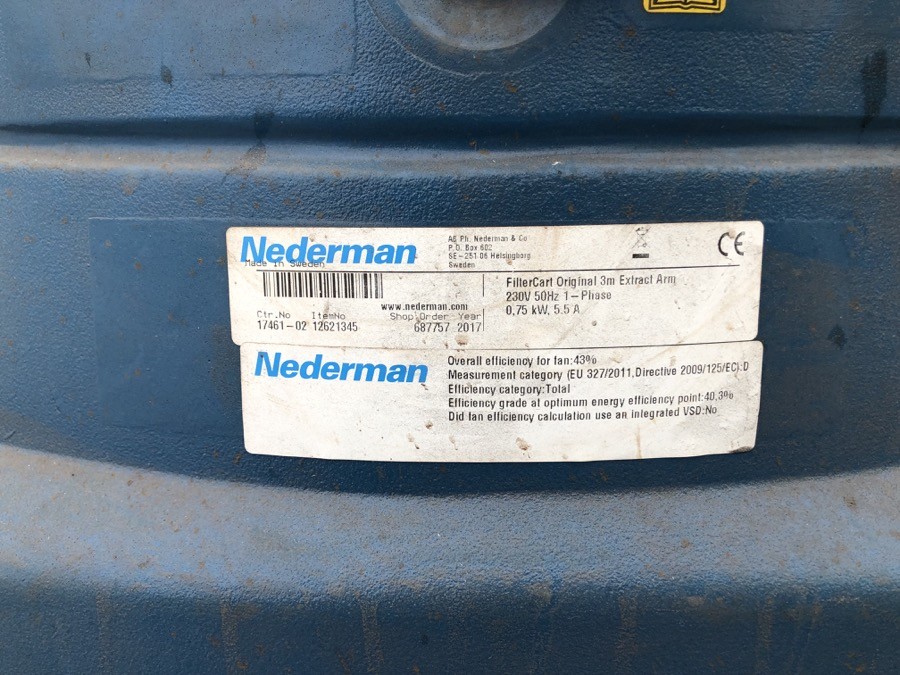 Nederman
AB Ph. Nederman & Co
P.O. Box 602
SE-251 06 Helsingborg
Sweden
Made in Sweden
www.nederman.com
Ctr.No ItemNo Shop Order Year
17461-02 12621345 687757 2017
FilterCart Original 3m Extract Arm
230V 50Hz 1-Phase
0,75 kW, 5.5 A
CE
Nederman
Overall efficiency for fan:43%
Measurement category (EU 327/2011,Directive 2009/125/EC):D
Efficiency category:Total
Efficiency grade at optimum energy efficiency point:40,3%
Did fan efficiency calculation use an integrated VSD:No